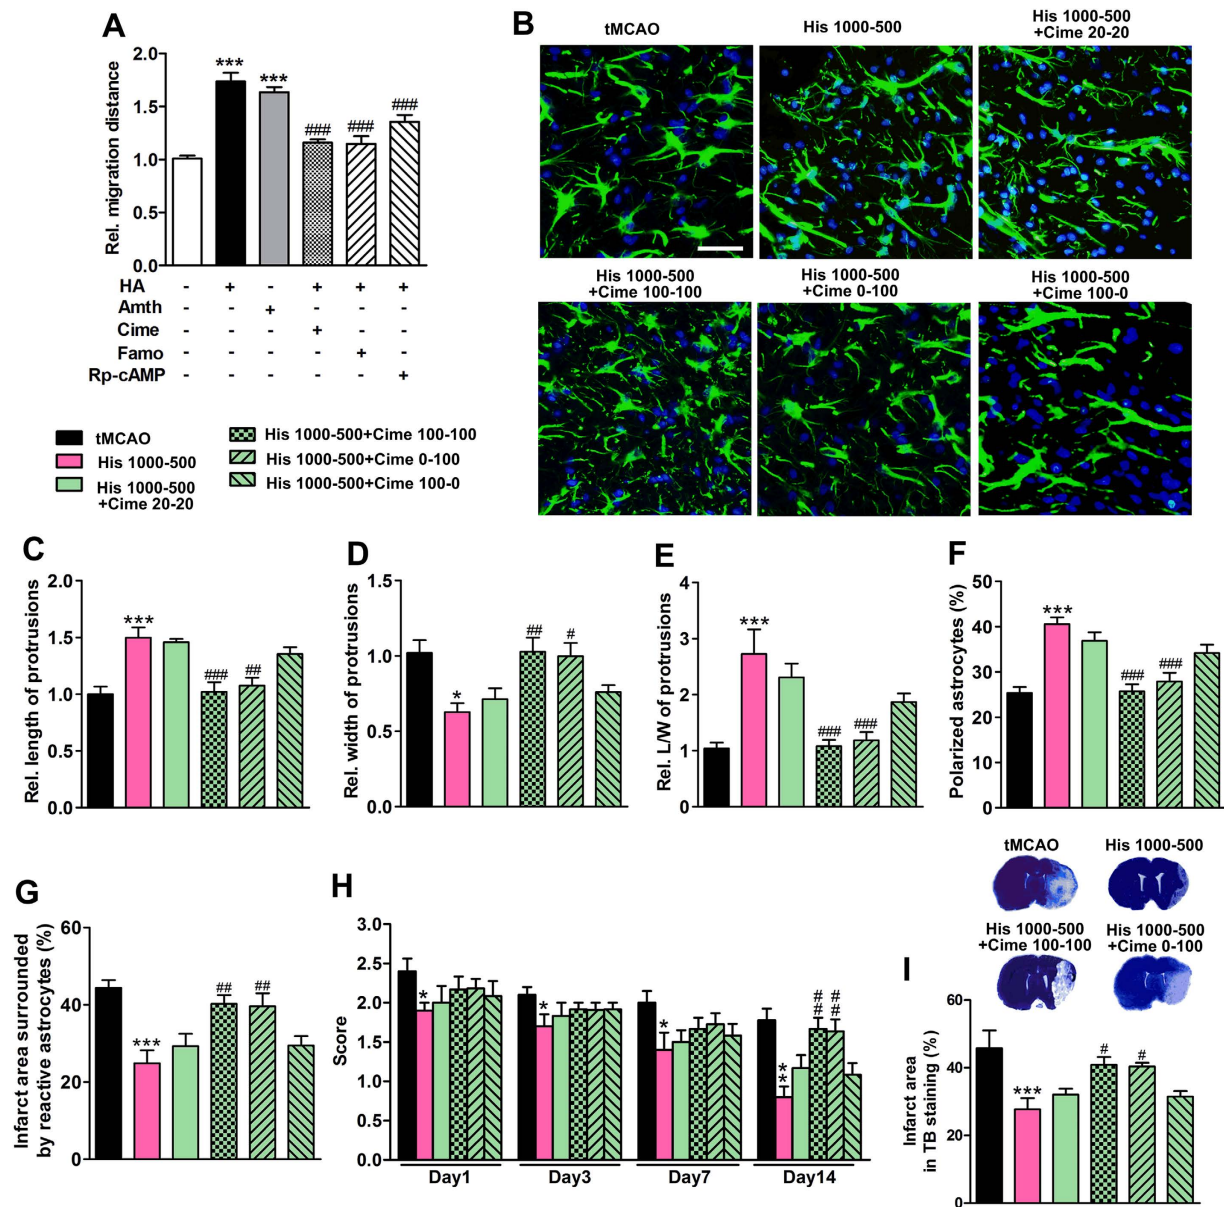 A
Rel. migration distance
2.0
1.5
1.0
0.5
0.0
***
***
###
###
###
HA - + - + + +
Amth - - + - - -
Cime - - - + - -
Famo - - - - + -
Rp-cAMP - - - - - +
tMCAO
His 1000-500
His 1000-500
+Cime 20-20
His 1000-500+Cime 100-100
His 1000-500+Cime 0-100
His 1000-500+Cime 100-0
B
tMCAO
His 1000-500
His 1000-500
+Cime 20-20
His 1000-500
+Cime 100-100
His 1000-500
+Cime 0-100
His 1000-500
+Cime 100-0
C
Rel. length of protrusions
2.0
1.5
1.0
0.5
0.0
***
###
##
D
Rel. width of protrusions
1.5
1.0
0.5
0.0
*
##
#
E
Rel. L/W of protrusions
4
3
2
1
0
***
###
###
F
Polarized astrocytes (%)
50
40
30
20
10
0
***
###
###
G
Infarct area surrounded
by reactive astrocytes (%)
60
40
20
0
***
##
##
H
Score
3.0
2.5
2.0
1.5
1.0
0.5
0.0
*
*
*
**
##
##
Day1
Day3
Day7
Day14
tMCAO
His 1000-500
His 1000-500
+Cime 100-100
His 1000-500
+Cime 0-100
I
Infarct area
in TB staining (%)
60
40
20
0
***
#
#